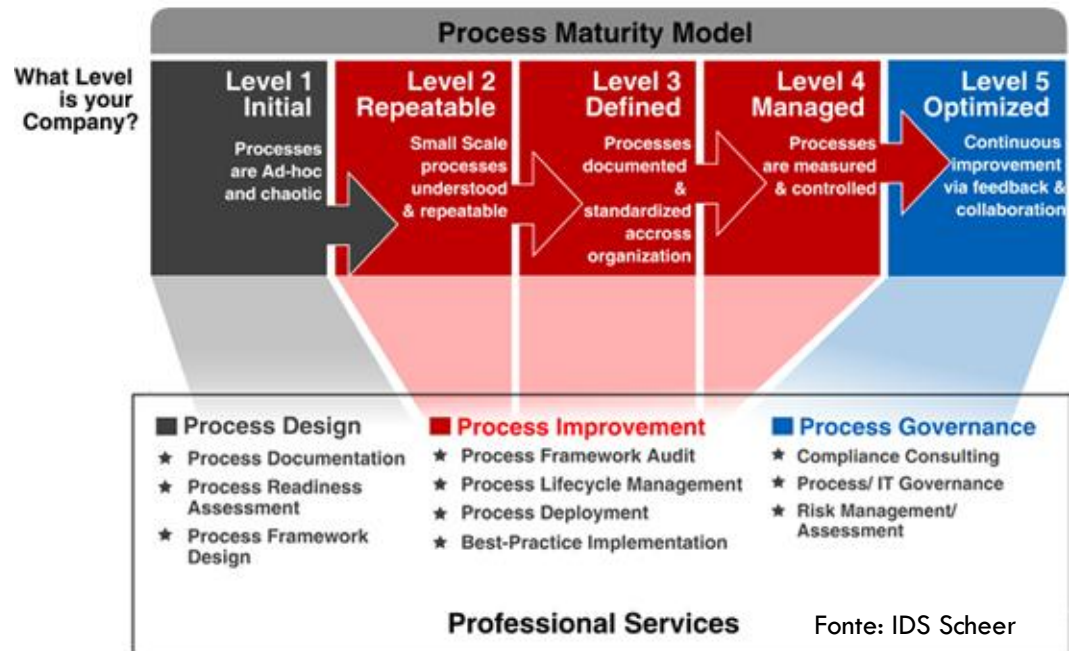 Process Maturity Model
What Level
is your
Company?
Level 1
Initial
Processes
are Ad-hoc
and chaotic
Level 2
Repeatable
Small Scale
processes
understood
& repeatable
Level 3
Defined
Processes
documented
&
standardized
accross
organization
Level 4
Managed
Processes
are measured
& controlled
Level 5
Optimized
Continuous
improvement
via feedback &
collaboration
Process Design
★ Process Documentation
★ Process Readiness
Assessment
★ Process Framework
Design
Process Improvement
★ Process Framework Audit
★ Process Lifecycle Management
★ Process Deployment
★ Best-Practice Implementation
Process Governance
★ Compliance Consulting
★ Process/ IT Governance
★ Risk Management/
Assessment
Professional Services
Fonte: IDS Scheer